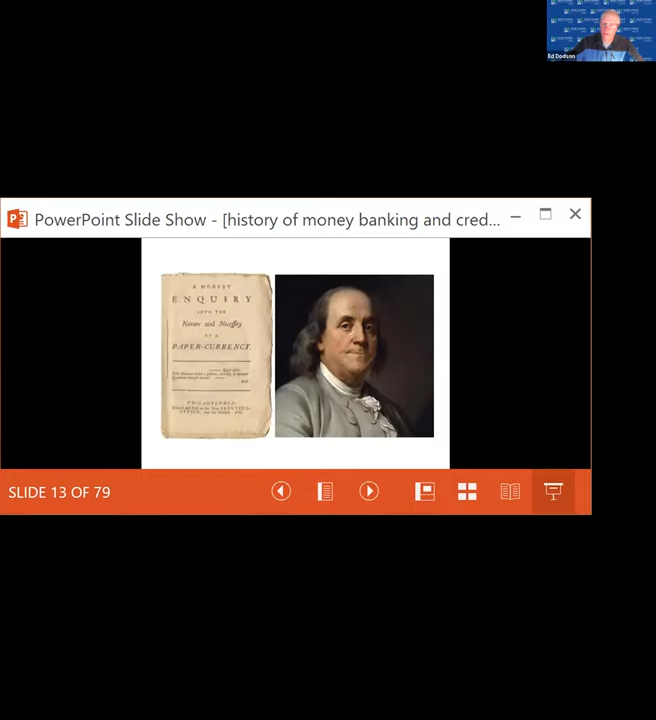 Ed Dodson
PowerPoint Slide Show - [history of money banking and cred...
A MODEST
ENQUIRY
INTO THE
Nature and Necessity
OF A
PAPER-CURRENCY.
PHILADELPHIA:
SLIDE 13 OF 79